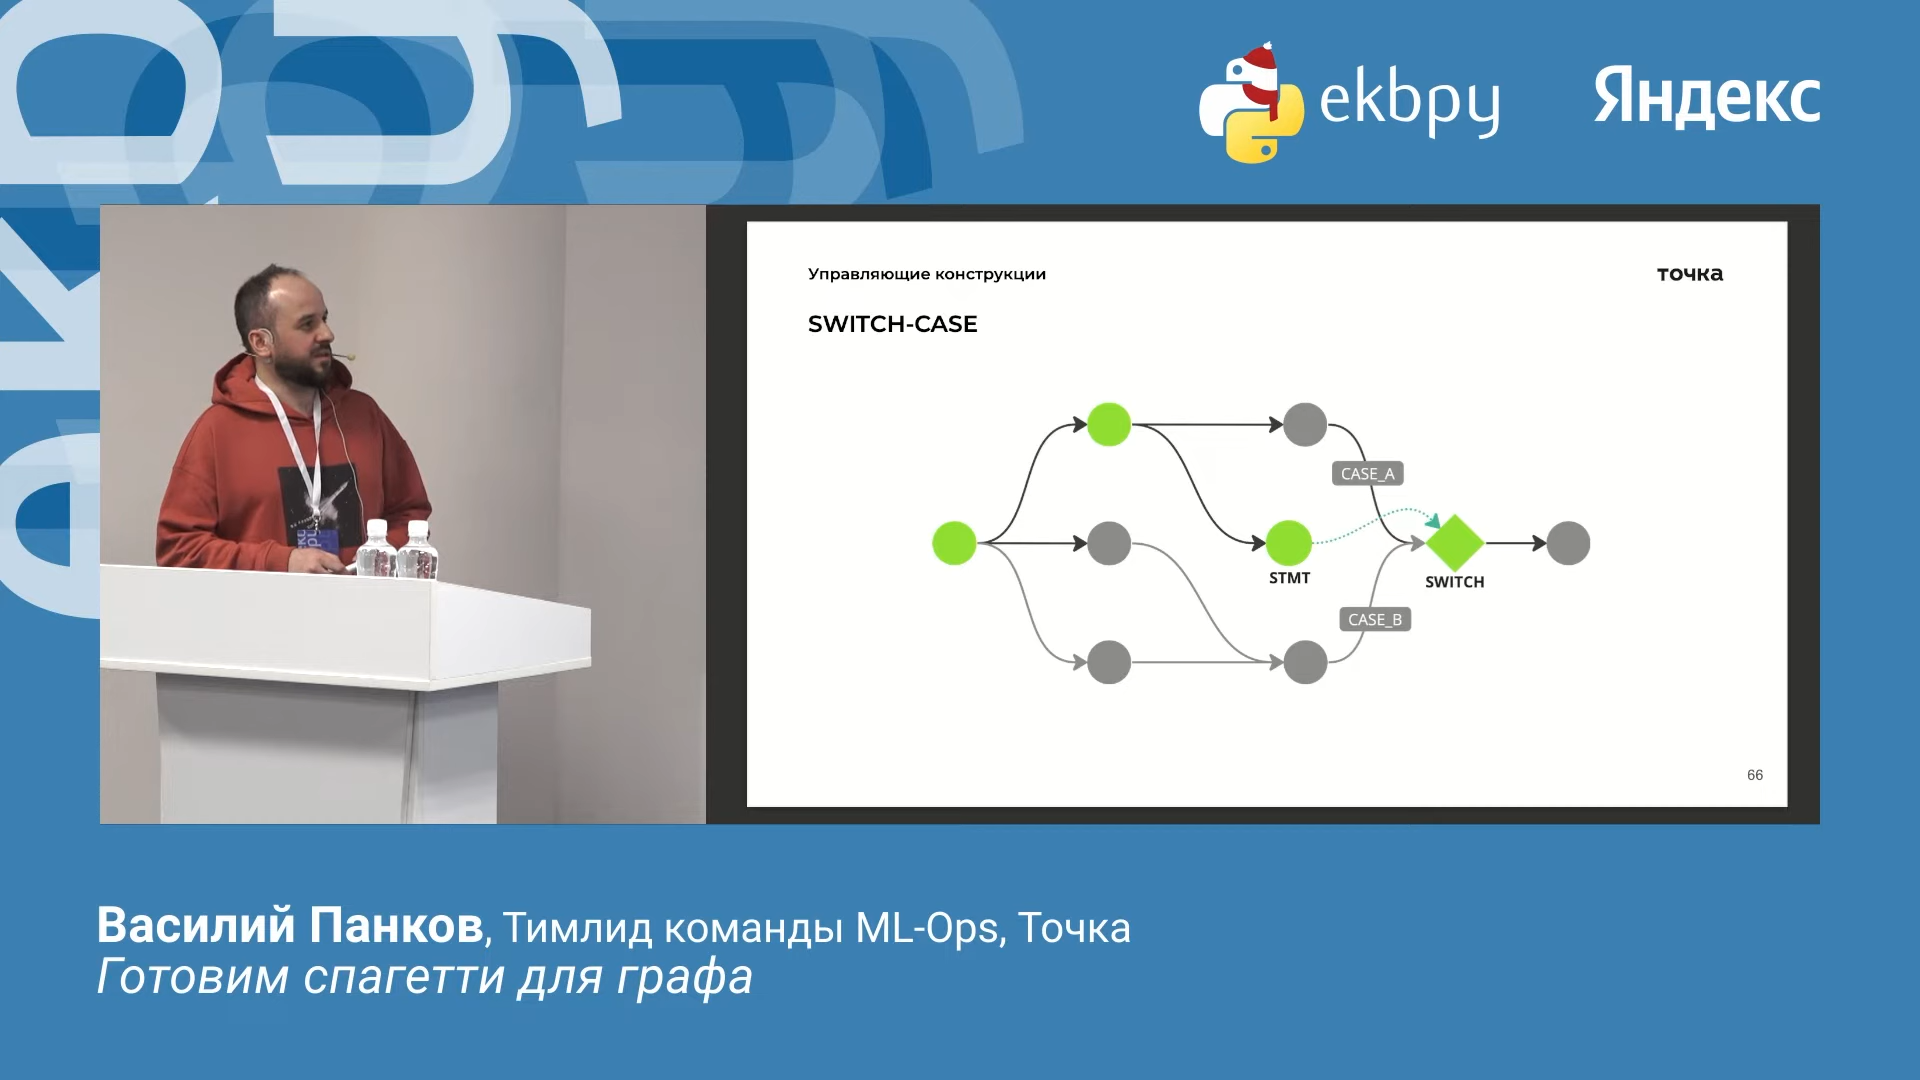 ekbpy
Яндекс
Управляющие конструкции
точка
SWITCH-CASE
CASE_A
STMT
SWITCH
CASE_B
66
Василий Панков, Тимлид команды ML-Ops, Точка
Готовим спагетти для графа